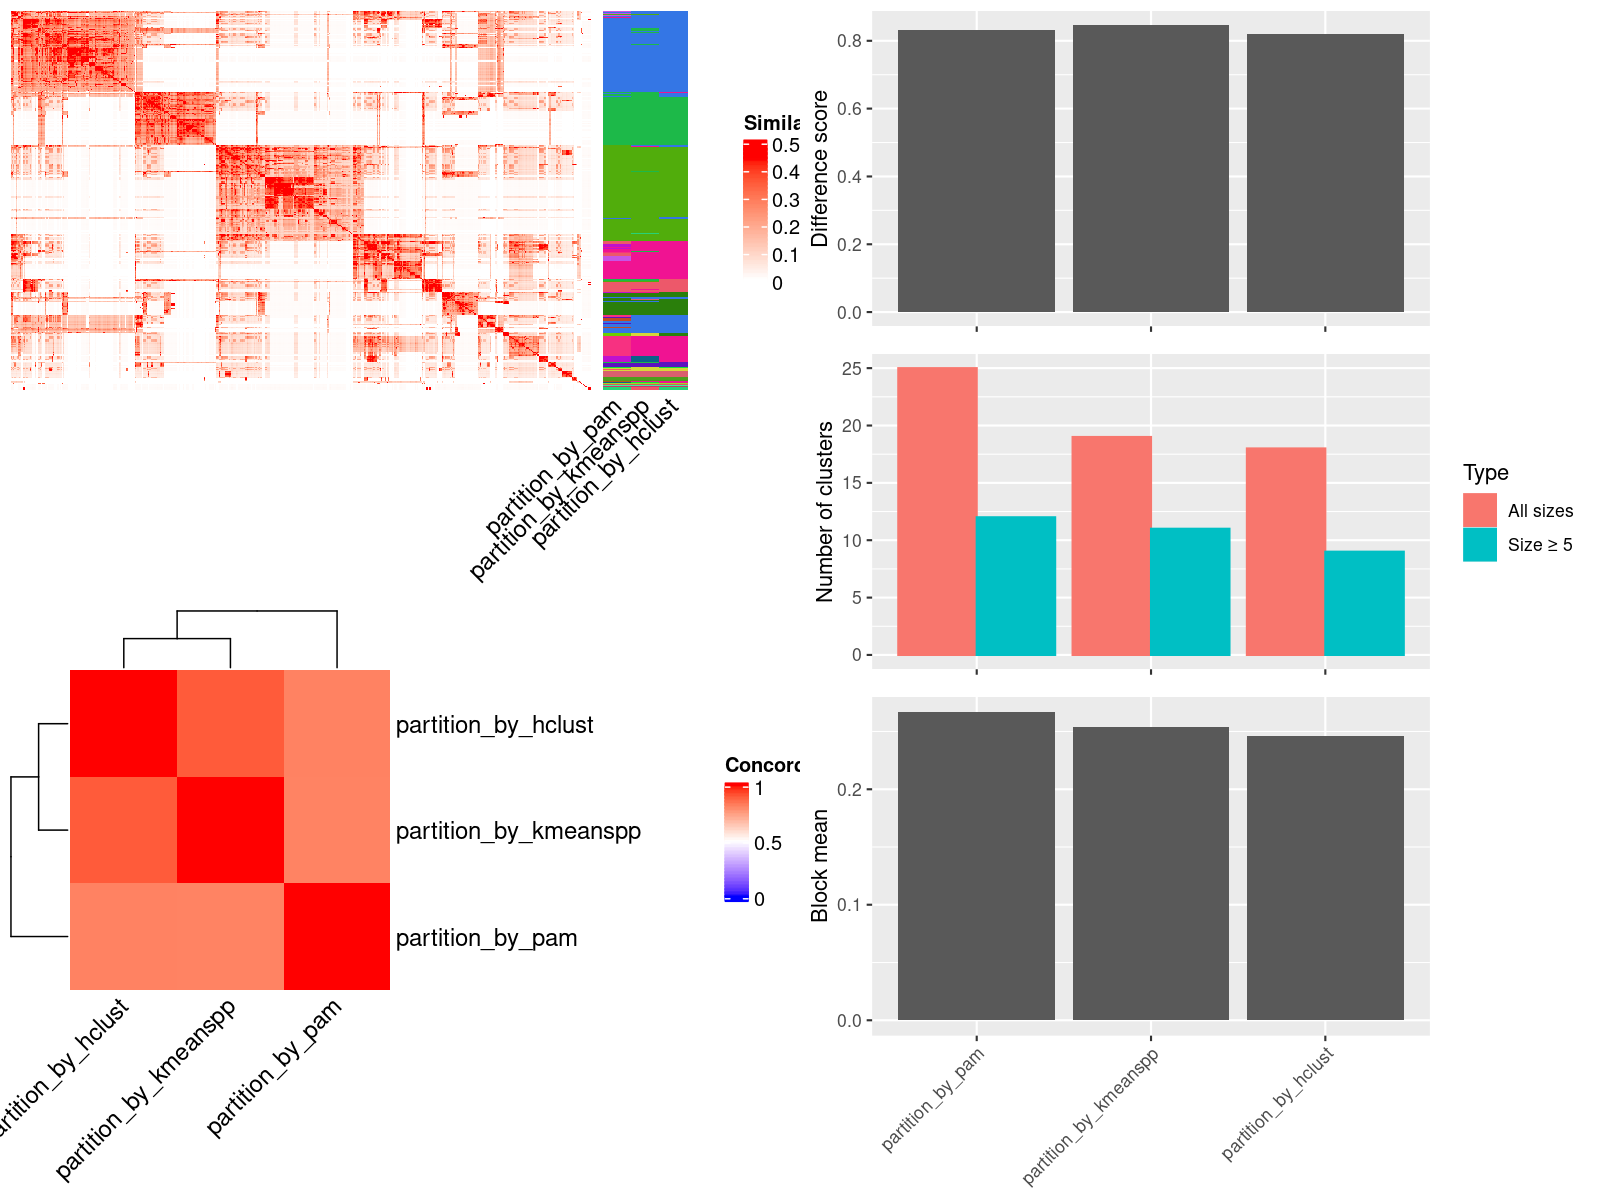 Simila
0.5
0.4
0.3
0.2
0.1
0
partition_by_pam
partition_by_kmeanspp
partition_by_hclust
partition_by_hclust
partition_by_kmeanspp
partition_by_pam
artition_by_hclust
partition_by_kmeanspp
partition_by_pam
Concord
1
0.5
0
Difference score
0.8
0.6
0.4
0.2
0.0
Number of clusters
25
20
15
10
5
0
Type
All sizes
Size ≥ 5
Block mean
0.2
0.1
0.0
partition_by_pam
partition_by_kmeanspp
partition_by_hclust